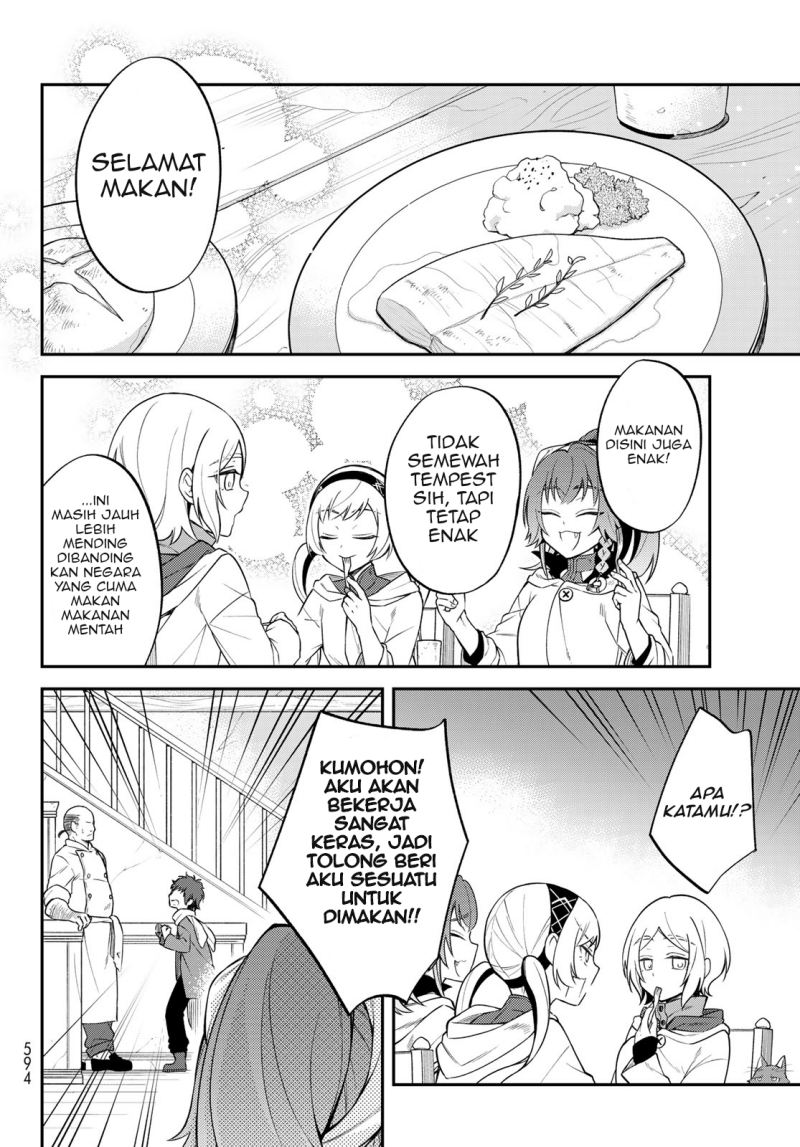 SELAMAT
MAKAN!
MAKANAN
DISINI JUGA
ENAK!
TIDAK
SEMEWAH
TEMPEST
SIH, TAPI
TETAP
ENAK
...INI
MASIH JAUH
LEBIH
MENDING
DIBANDING
KAN NEGARA
YANG CUMA
MAKAN
MAKANAN
MENTAH
APA
KATAMU!?
KUMOHON!
AKU AKAN
BEKERJA
SANGAT
KERAS, JADI
TOLONG BERI
AKU SESUATU
UNTUK
DIMAKAN!!
594